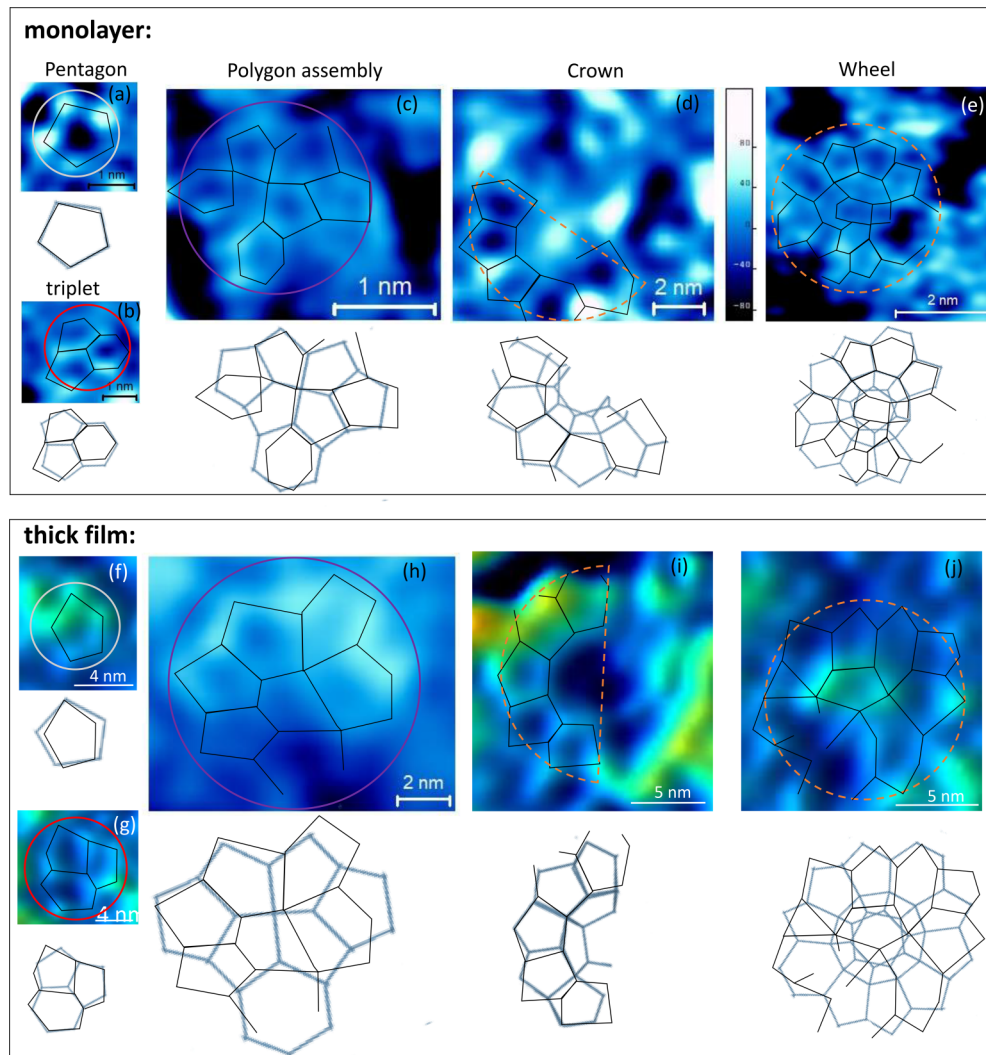 monolayer:
Pentagon
Polygon assembly
Crown
Wheel
(a)
1 nm
(c)
1 nm
(d)
2 nm
80
40
0
-40
-80
(e)
2 nm
triplet
(b)
1 nm
thick film:
(f)
4 nm
(h)
2 nm
(i)
5 nm
(j)
5 nm
(g)
4 nm